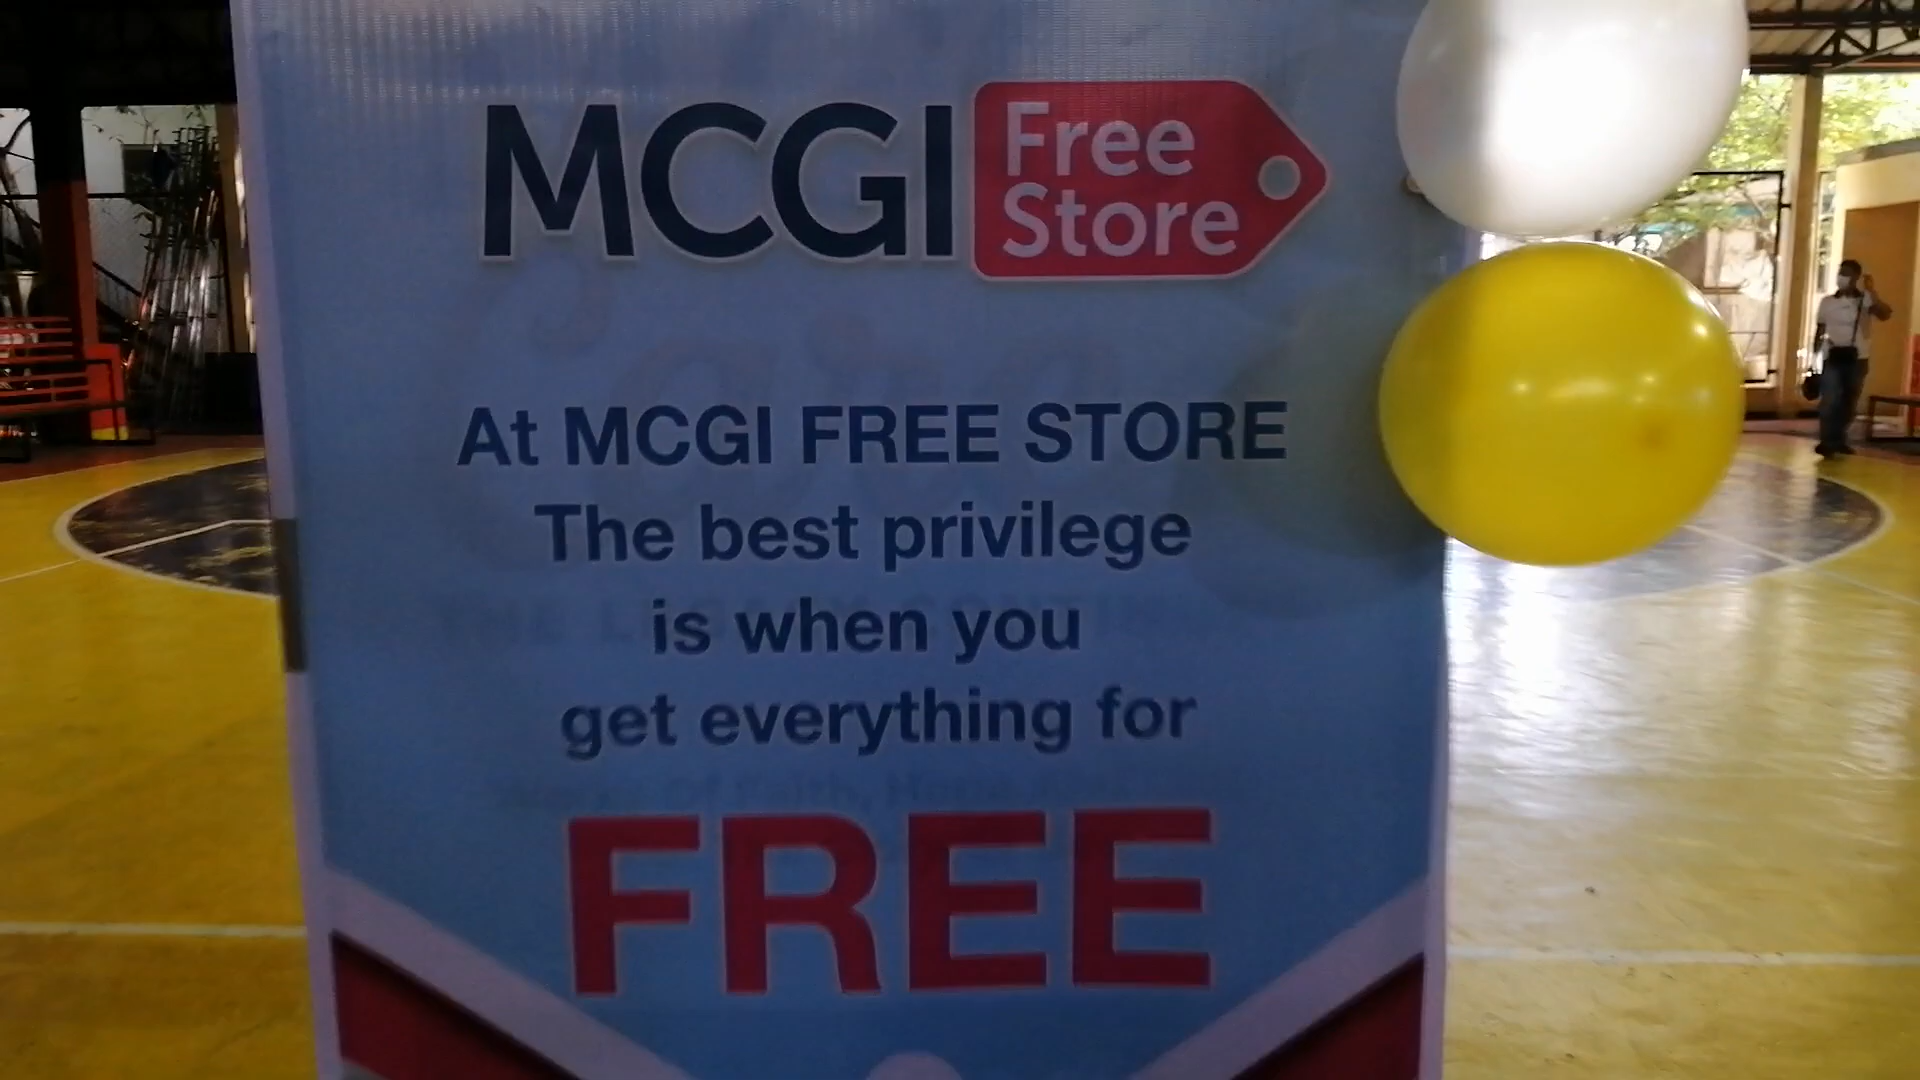 MCGI Free
Store
At MCGI FREE STORE
The best privilege
is when you
get everything for
FREE